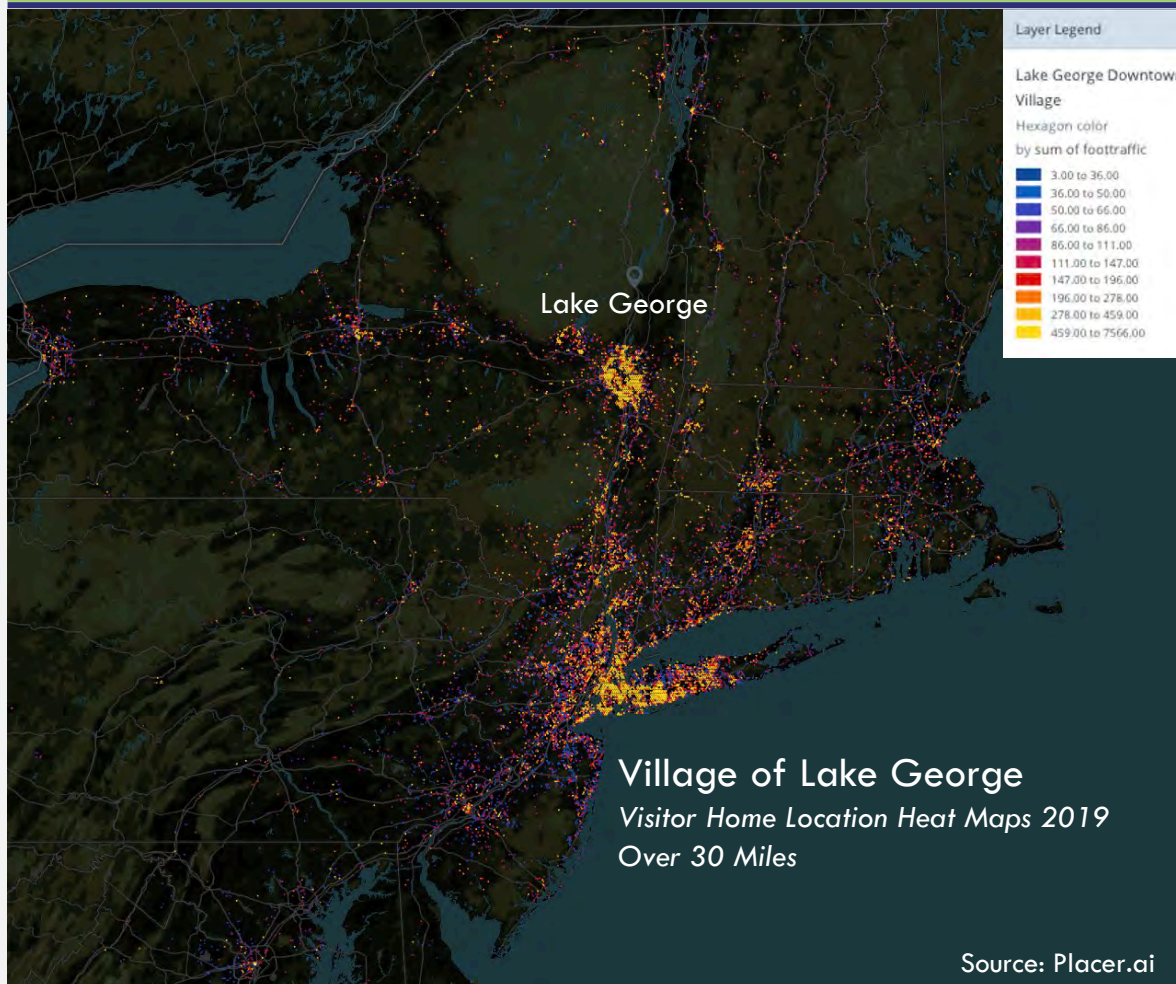 Layer Legend
Lake George Downtown
Village
Hexagon color
by sum of foottraffic
3.00 to 36.00
36.00 to 50.00
50.00 to 66.00
66.00 to 86.00
86.00 to 111.00
111.00 to 147.00
147.00 to 196.00
196.00 to 278.00
278.00 to 459.00
459.00 to 7566.00
Lake George
Village of Lake George
Visitor Home Location Heat Maps 2019
Over 30 Miles
Source: Placer.ai